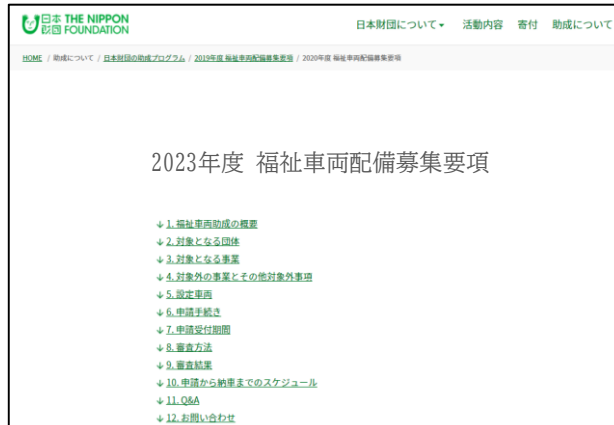 日本 THE NIPPON
財団 FOUNDATION
日本財団について▾ 活動内容 寄付 助成について
HOME / 助成について / 日本財団の助成プログラム / 2019年度 福祉車両配備募集要項 / 2020年度 福祉車両配備募集要項
2023年度 福祉車両配備募集要項
↓ 1. 福祉車両助成の概要
↓ 2. 対象となる団体
↓ 3. 対象となる事業
↓ 4. 対象外の事業とその他対象外事項
↓ 5. 設定車両
↓ 6. 申請手続き
↓ 7. 申請受付期間
↓ 8. 審査方法
↓ 9. 審査結果
↓ 10. 申請から納車までのスケジュール
↓ 11. Q&A
↓ 12. お問い合わせ